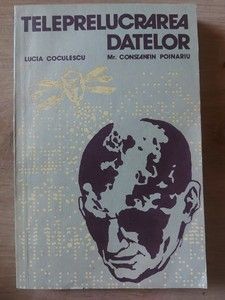 TELEPRELUCRAREA
DATELOR
LUCIA COCULESCU Mr. CONSTANTIN POINARIU